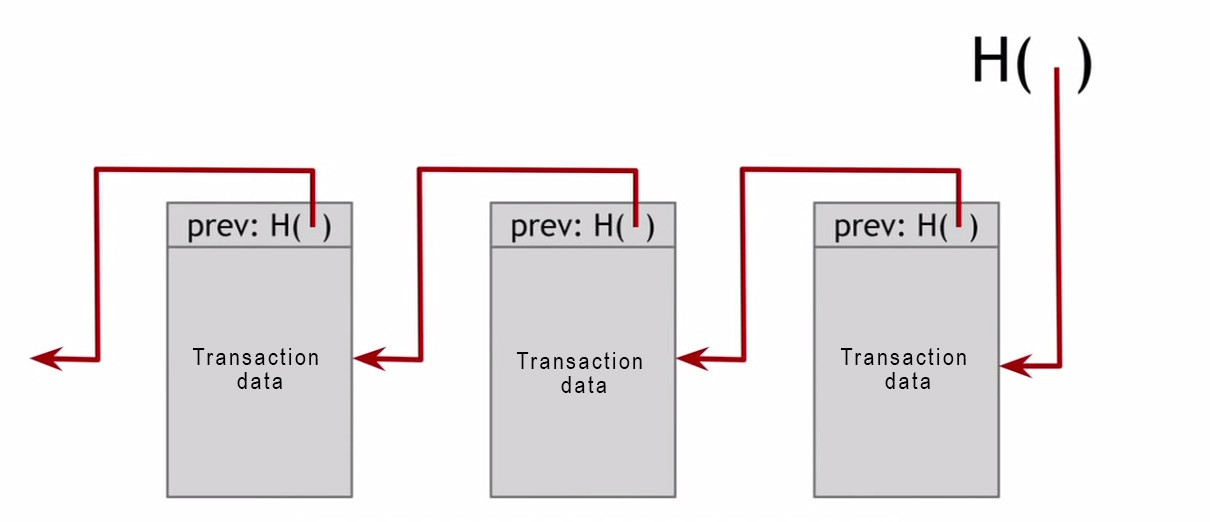 H( )
prev: H( )
prev: H( )
prev: H( )
Transaction
data
Transaction
data
Transaction
data